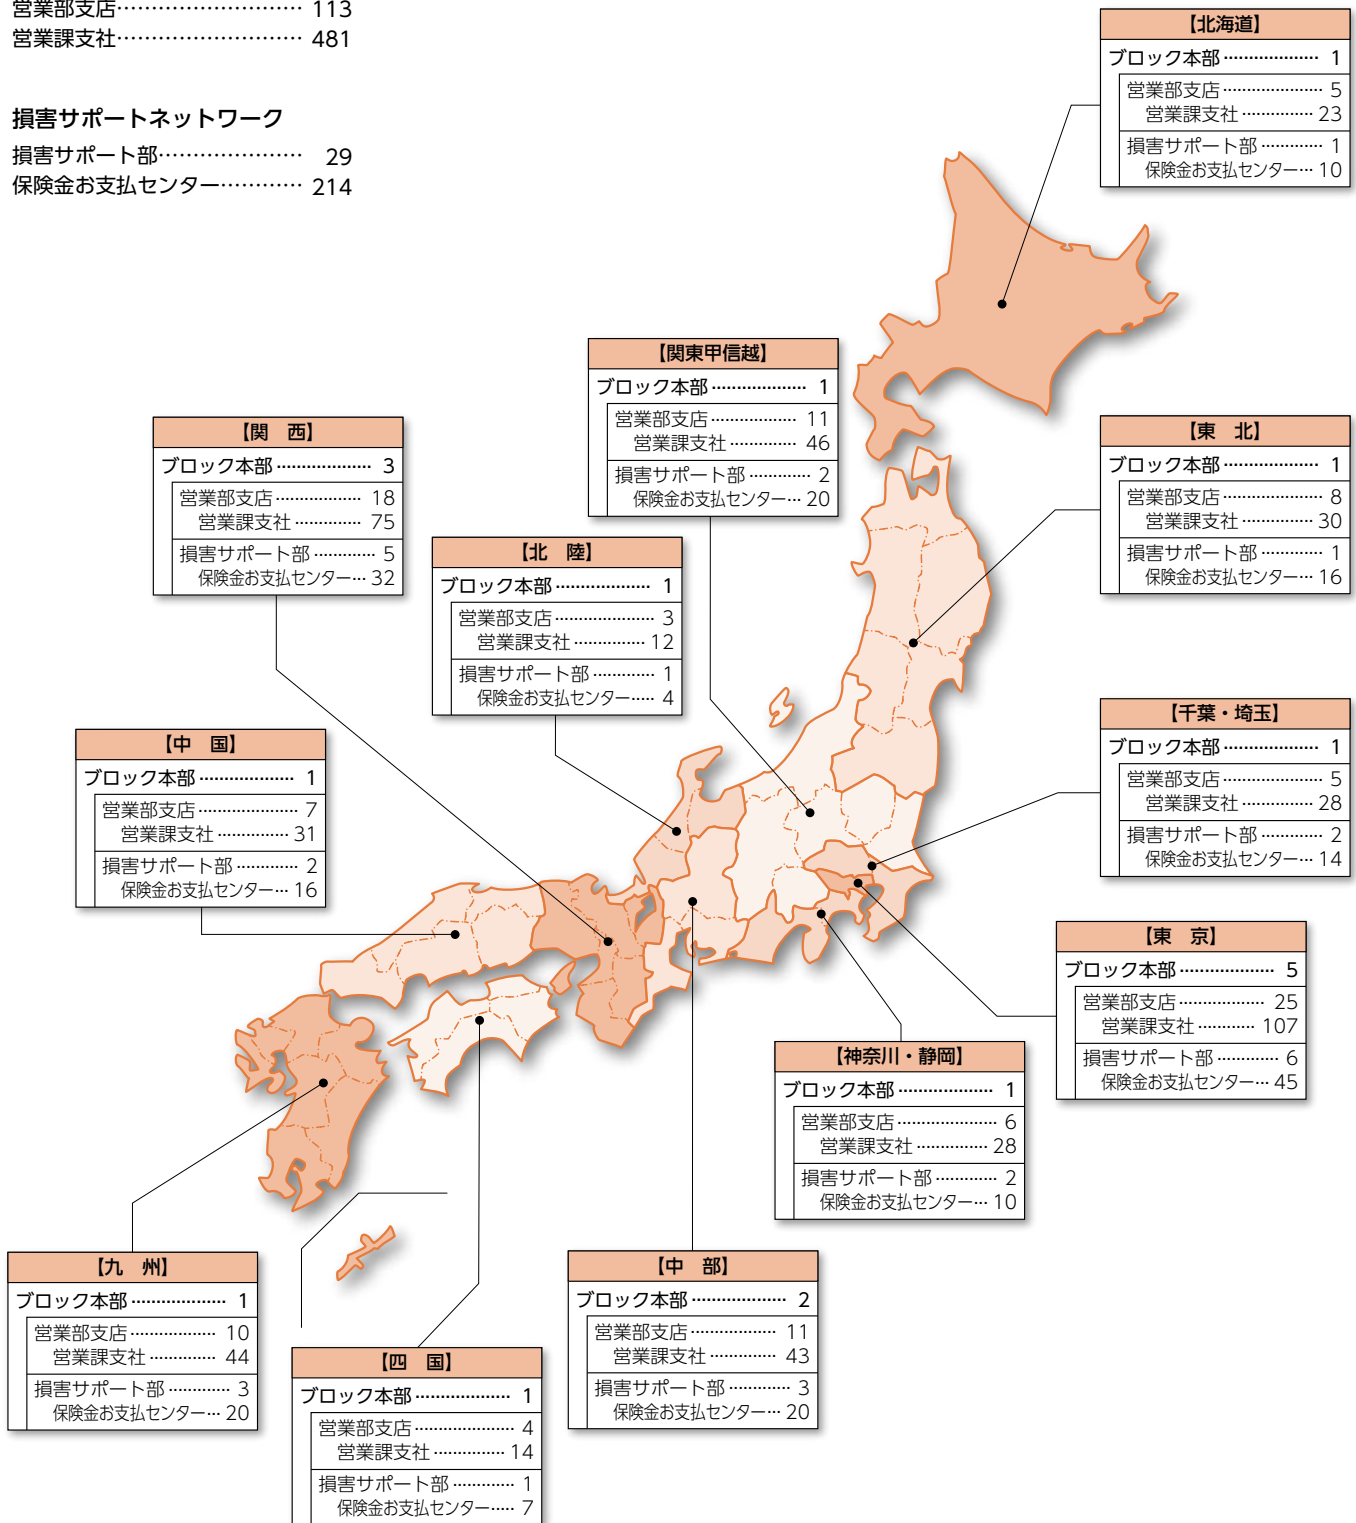 営業部支店………………………… 113
営業課支社………………………… 481
損害サポートネットワーク
損害サポート部………………… 29
保険金お支払センター………… 214
【北海道】
ブロック本部………………… 1
営業部支店………………… 5
営業課支社…………… 23
損害サポート部………… 1
保険金お支払センター… 10
【関東甲信越】
ブロック本部………………… 1
営業部支店……………… 11
営業課支社…………… 46
損害サポート部………… 2
保険金お支払センター… 20
【関　西】
ブロック本部………………… 3
営業部支店……………… 18
営業課支社…………… 75
損害サポート部………… 5
保険金お支払センター… 32
【東　北】
ブロック本部………………… 1
営業部支店………………… 8
営業課支社…………… 30
損害サポート部………… 1
保険金お支払センター… 16
【北　陸】
ブロック本部………………… 1
営業部支店………………… 3
営業課支社…………… 12
損害サポート部………… 1
保険金お支払センター…… 4
【千葉・埼玉】
ブロック本部………………… 1
営業部支店………………… 5
営業課支社…………… 28
損害サポート部………… 2
保険金お支払センター… 14
【中　国】
ブロック本部………………… 1
営業部支店………………… 7
営業課支社…………… 31
損害サポート部………… 2
保険金お支払センター… 16
【東　京】
ブロック本部………………… 5
営業部支店……………… 25
営業課支社………… 107
損害サポート部………… 6
保険金お支払センター… 45
【神奈川・静岡】
ブロック本部………………… 1
営業部支店………………… 6
営業課支社…………… 28
損害サポート部………… 2
保険金お支払センター… 10
【九　州】
ブロック本部………………… 1
営業部支店……………… 10
営業課支社…………… 44
損害サポート部………… 3
保険金お支払センター… 20
【中　部】
ブロック本部………………… 2
営業部支店……………… 11
営業課支社…………… 43
損害サポート部………… 3
保険金お支払センター… 20
【四　国】
ブロック本部………………… 1
営業部支店………………… 4
営業課支社…………… 14
損害サポート部………… 1
保険金お支払センター…… 7